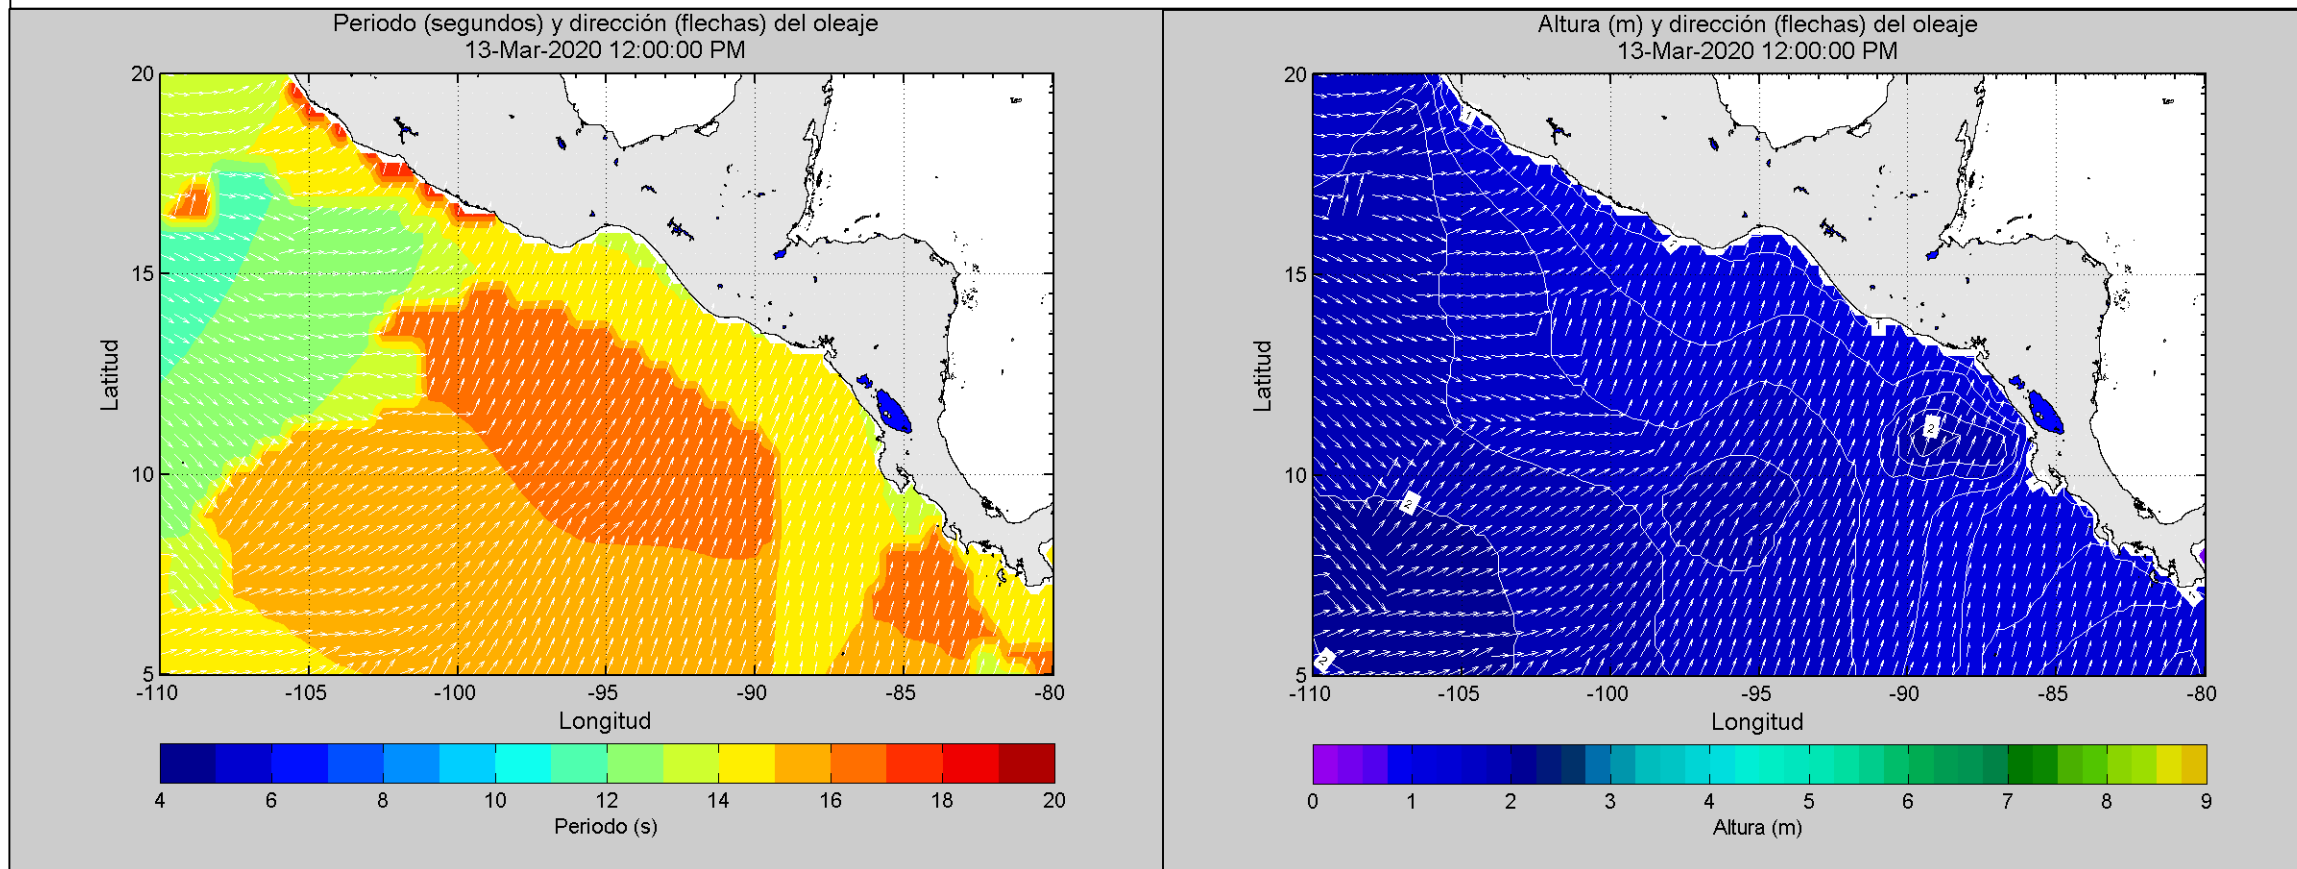 Periodo (segundos) y dirección (flechas) del oleaje
13-Mar-2020 12:00:00 PM
20
15
10
5
Latitud
-110 -105 -100 -95 -90 -85 -80
Longitud
4 6 8 10 12 14 16 18 20
Periodo (s)
Altura (m) y dirección (flechas) del oleaje
13-Mar-2020 12:00:00 PM
20
15
10
5
Latitud
1
1
2
2
2
-110 -105 -100 -95 -90 -85 -80
Longitud
0 1 2 3 4 5 6 7 8 9
Altura (m)